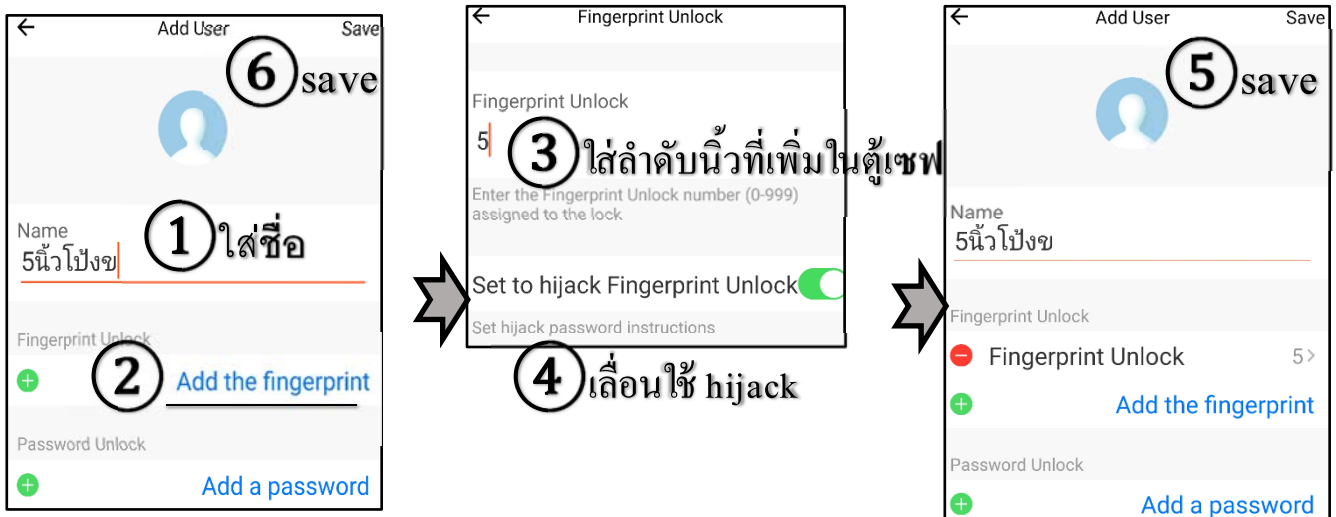 Add User
Save
6 save
Name
1 ใส่ชื่อ
5นิ้วโป้งข
Fingerprint Unlock
2 Add the fingerprint
Password Unlock
Add a password
Fingerprint Unlock
Fingerprint Unlock
5
3 ใส่ลำดับนิ้วที่เพิ่มในตู้เซฟ
Enter the Fingerprint Unlock number (0-999)
assigned to the lock
Set to hijack Fingerprint Unlock
Set hijack password instructions
4 เลื่อนใช้ hijack
Add User
Save
5 save
Name
5นิ้วโป้งข
Fingerprint Unlock
Fingerprint Unlock 5
Add the fingerprint
Password Unlock
Add a password